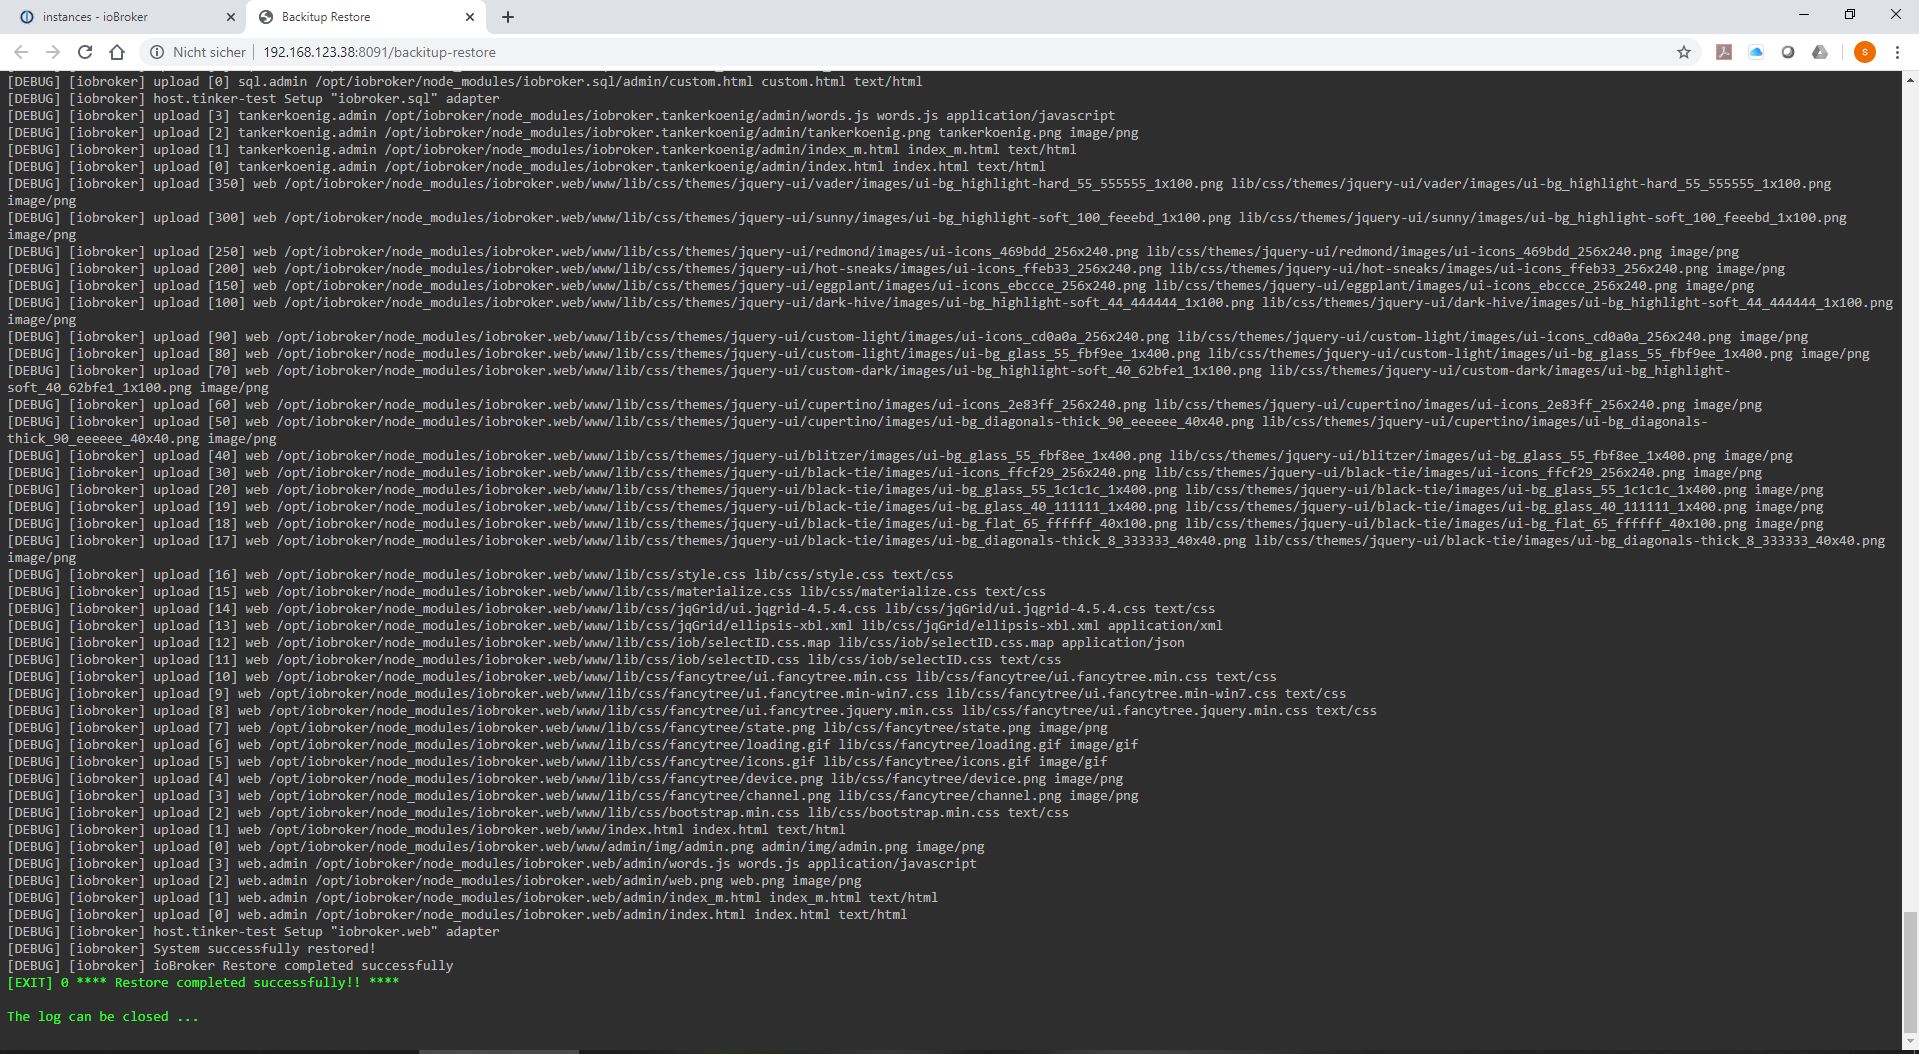 instances - ioBroker
Backitup Restore
Nicht sicher | 192.168.123.38:8091/backitup-restore
S
[DEBUG] [iobroker] upload [0] sql.admin /opt/iobroker/node_modules/iobroker.sql/admin/custom.html custom.html text/html
[DEBUG] [iobroker] host.tinker-test Setup "iobroker.sql" adapter
[DEBUG] [iobroker] upload [3] tankerkoenig.admin /opt/iobroker/node_modules/iobroker.tankerkoenig/admin/words.js words.js application/javascript
[DEBUG] [iobroker] upload [2] tankerkoenig.admin /opt/iobroker/node_modules/iobroker.tankerkoenig/admin/tankerkoenig.png tankerkoenig.png image/png
[DEBUG] [iobroker] upload [1] tankerkoenig.admin /opt/iobroker/node_modules/iobroker.tankerkoenig/admin/index_m.html index_m.html text/html
[DEBUG] [iobroker] upload [0] tankerkoenig.admin /opt/iobroker/node_modules/iobroker.tankerkoenig/admin/index.html index.html text/html
[DEBUG] [iobroker] upload [350] web /opt/iobroker/node_modules/iobroker.web/www/lib/css/themes/jquery-ui/vader/images/ui-bg_highlight-hard_55_555555_1x100.png lib/css/themes/jquery-ui/vader/images/ui-bg_highlight-hard_55_555555_1x100.png
image/png
[DEBUG] [iobroker] upload [300] web /opt/iobroker/node_modules/iobroker.web/www/lib/css/themes/jquery-ui/sunny/images/ui-bg_highlight-soft_100_feeebd_1x100.png lib/css/themes/jquery-ui/sunny/images/ui-bg_highlight-soft_100_feeebd_1x100.png
image/png
[DEBUG] [iobroker] upload [250] web /opt/iobroker/node_modules/iobroker.web/www/lib/css/themes/jquery-ui/redmond/images/ui-icons_469bdd_256x240.png lib/css/themes/jquery-ui/redmond/images/ui-icons_469bdd_256x240.png image/png
[DEBUG] [iobroker] upload [200] web /opt/iobroker/node_modules/iobroker.web/www/lib/css/themes/jquery-ui/hot-sneaks/images/ui-icons_ffeb33_256x240.png lib/css/themes/jquery-ui/hot-sneaks/images/ui-icons_ffeb33_256x240.png image/png
[DEBUG] [iobroker] upload [150] web /opt/iobroker/node_modules/iobroker.web/www/lib/css/themes/jquery-ui/eggplant/images/ui-icons_ebccce_256x240.png lib/css/themes/jquery-ui/eggplant/images/ui-icons_ebccce_256x240.png image/png
[DEBUG] [iobroker] upload [100] web /opt/iobroker/node_modules/iobroker.web/www/lib/css/themes/jquery-ui/dark-hive/images/ui-bg_highlight-soft_44_444444_1x100.png lib/css/themes/jquery-ui/dark-hive/images/ui-bg_highlight-soft_44_444444_1x100.png
image/png
[DEBUG] [iobroker] upload [90] web /opt/iobroker/node_modules/iobroker.web/www/lib/css/themes/jquery-ui/custom-light/images/ui-icons_cd0a0a_256x240.png lib/css/themes/jquery-ui/custom-light/images/ui-icons_cd0a0a_256x240.png image/png
[DEBUG] [iobroker] upload [80] web /opt/iobroker/node_modules/iobroker.web/www/lib/css/themes/jquery-ui/custom-light/images/ui-bg_glass_55_fbf9ee_1x400.png lib/css/themes/jquery-ui/custom-light/images/ui-bg_glass_55_fbf9ee_1x400.png image/png
[DEBUG] [iobroker] upload [70] web /opt/iobroker/node_modules/iobroker.web/www/lib/css/themes/jquery-ui/custom-dark/images/ui-bg_highlight-soft_40_62bfe1_1x100.png lib/css/themes/jquery-ui/custom-dark/images/ui-bg_highlight-
soft_40_62bfe1_1x100.png image/png
[DEBUG] [iobroker] upload [60] web /opt/iobroker/node_modules/iobroker.web/www/lib/css/themes/jquery-ui/cupertino/images/ui-icons_2e83ff_256x240.png lib/css/themes/jquery-ui/cupertino/images/ui-icons_2e83ff_256x240.png image/png
[DEBUG] [iobroker] upload [50] web /opt/iobroker/node_modules/iobroker.web/www/lib/css/themes/jquery-ui/cupertino/images/ui-bg_diagonals-thick_90_eeeeee_40x40.png lib/css/themes/jquery-ui/cupertino/images/ui-bg_diagonals-
thick_90_eeeeee_40x40.png image/png
[DEBUG] [iobroker] upload [40] web /opt/iobroker/node_modules/iobroker.web/www/lib/css/themes/jquery-ui/blitzer/images/ui-bg_glass_55_fbf8ee_1x400.png lib/css/themes/jquery-ui/blitzer/images/ui-bg_glass_55_fbf8ee_1x400.png image/png
[DEBUG] [iobroker] upload [30] web /opt/iobroker/node_modules/iobroker.web/www/lib/css/themes/jquery-ui/black-tie/images/ui-icons_ffcf29_256x240.png lib/css/themes/jquery-ui/black-tie/images/ui-icons_ffcf29_256x240.png image/png
[DEBUG] [iobroker] upload [20] web /opt/iobroker/node_modules/iobroker.web/www/lib/css/themes/jquery-ui/black-tie/images/ui-bg_glass_55_1c1c1c_1x400.png lib/css/themes/jquery-ui/black-tie/images/ui-bg_glass_55_1c1c1c_1x400.png image/png
[DEBUG] [iobroker] upload [19] web /opt/iobroker/node_modules/iobroker.web/www/lib/css/themes/jquery-ui/black-tie/images/ui-bg_glass_40_111111_1x400.png lib/css/themes/jquery-ui/black-tie/images/ui-bg_glass_40_111111_1x400.png image/png
[DEBUG] [iobroker] upload [18] web /opt/iobroker/node_modules/iobroker.web/www/lib/css/themes/jquery-ui/black-tie/images/ui-bg_flat_65_ffffff_40x100.png lib/css/themes/jquery-ui/black-tie/images/ui-bg_flat_65_ffffff_40x100.png image/png
[DEBUG] [iobroker] upload [17] web /opt/iobroker/node_modules/iobroker.web/www/lib/css/themes/jquery-ui/black-tie/images/ui-bg_diagonals-thick_8_333333_40x40.png lib/css/themes/jquery-ui/black-tie/images/ui-bg_diagonals-thick_8_333333_40x40.png
image/png
[DEBUG] [iobroker] upload [16] web /opt/iobroker/node_modules/iobroker.web/www/lib/css/style.css lib/css/style.css text/css
[DEBUG] [iobroker] upload [15] web /opt/iobroker/node_modules/iobroker.web/www/lib/css/materialize.css lib/css/materialize.css text/css
[DEBUG] [iobroker] upload [14] web /opt/iobroker/node_modules/iobroker.web/www/lib/css/jqGrid/ui.jqgrid-4.5.4.css lib/css/jqGrid/ui.jqgrid-4.5.4.css text/css
[DEBUG] [iobroker] upload [13] web /opt/iobroker/node_modules/iobroker.web/www/lib/css/jqGrid/ellipsis-xbl.xml lib/css/jqGrid/ellipsis-xbl.xml application/xml
[DEBUG] [iobroker] upload [12] web /opt/iobroker/node_modules/iobroker.web/www/lib/css/iob/selectID.css.map lib/css/iob/selectID.css.map application/json
[DEBUG] [iobroker] upload [11] web /opt/iobroker/node_modules/iobroker.web/www/lib/css/iob/selectID.css lib/css/iob/selectID.css text/css
[DEBUG] [iobroker] upload [10] web /opt/iobroker/node_modules/iobroker.web/www/lib/css/fancytree/ui.fancytree.min.css lib/css/fancytree/ui.fancytree.min.css text/css
[DEBUG] [iobroker] upload [9] web /opt/iobroker/node_modules/iobroker.web/www/lib/css/fancytree/ui.fancytree.min-win7.css lib/css/fancytree/ui.fancytree.min-win7.css text/css
[DEBUG] [iobroker] upload [8] web /opt/iobroker/node_modules/iobroker.web/www/lib/css/fancytree/ui.fancytree.jquery.min.css lib/css/fancytree/ui.fancytree.jquery.min.css text/css
[DEBUG] [iobroker] upload [7] web /opt/iobroker/node_modules/iobroker.web/www/lib/css/fancytree/state.png lib/css/fancytree/state.png image/png
[DEBUG] [iobroker] upload [6] web /opt/iobroker/node_modules/iobroker.web/www/lib/css/fancytree/loading.gif lib/css/fancytree/loading.gif image/gif
[DEBUG] [iobroker] upload [5] web /opt/iobroker/node_modules/iobroker.web/www/lib/css/fancytree/icons.gif lib/css/fancytree/icons.gif image/gif
[DEBUG] [iobroker] upload [4] web /opt/iobroker/node_modules/iobroker.web/www/lib/css/fancytree/device.png lib/css/fancytree/device.png image/png
[DEBUG] [iobroker] upload [3] web /opt/iobroker/node_modules/iobroker.web/www/lib/css/fancytree/channel.png lib/css/fancytree/channel.png image/png
[DEBUG] [iobroker] upload [2] web /opt/iobroker/node_modules/iobroker.web/www/lib/css/bootstrap.min.css lib/css/bootstrap.min.css text/css
[DEBUG] [iobroker] upload [1] web /opt/iobroker/node_modules/iobroker.web/www/index.html index.html text/html
[DEBUG] [iobroker] upload [0] web /opt/iobroker/node_modules/iobroker.web/www/admin/img/admin.png admin/img/admin.png image/png
[DEBUG] [iobroker] upload [3] web.admin /opt/iobroker/node_modules/iobroker.web/admin/words.js words.js application/javascript
[DEBUG] [iobroker] upload [2] web.admin /opt/iobroker/node_modules/iobroker.web/admin/web.png web.png image/png
[DEBUG] [iobroker] upload [1] web.admin /opt/iobroker/node_modules/iobroker.web/admin/index_m.html index_m.html text/html
[DEBUG] [iobroker] upload [0] web.admin /opt/iobroker/node_modules/iobroker.web/admin/index.html index.html text/html
[DEBUG] [iobroker] host.tinker-test Setup "iobroker.web" adapter
[DEBUG] [iobroker] System successfully restored!
[DEBUG] [iobroker] ioBroker Restore completed successfully
[EXIT] 0 **** Restore completed successfully!! ****
The log can be closed ...